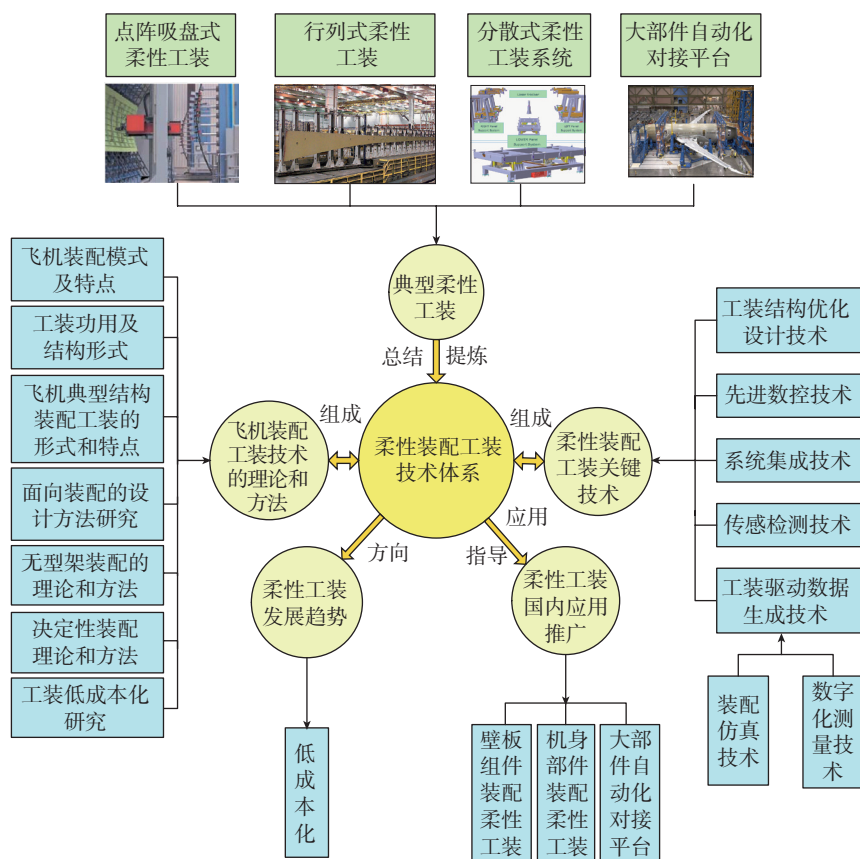 点阵吸盘式
柔性工装
行列式柔性
工装
分散式柔性
工装系统
大部件自动化
对接平台
典型柔性
工装
总结
提炼
飞机装配模式
及特点
工装功用及
结构形式
飞机典型结构
装配工装的
形式和特点
面向装配的设
计方法研究
无型架装配的
理论和方法
决定性装配
理论和方法
工装低成本化
研究
飞机装配
工装技术
的理论和
方法
组成
柔性装配工装
技术体系
组成
柔性装配
工装关键
技术
工装结构优化
设计技术
先进数控技术
系统集成技术
传感检测技术
工装驱动数据
生成技术
装配
仿真
技术
数字
化测
量技
术
方向
柔性工装
发展趋势
低
成
本
化
应用
指导
柔性工装
国内应用
推广
壁板
组件
装配
柔性
工装
机身
部件
装配
柔性
工装
大部
件自
动化
对接
平台